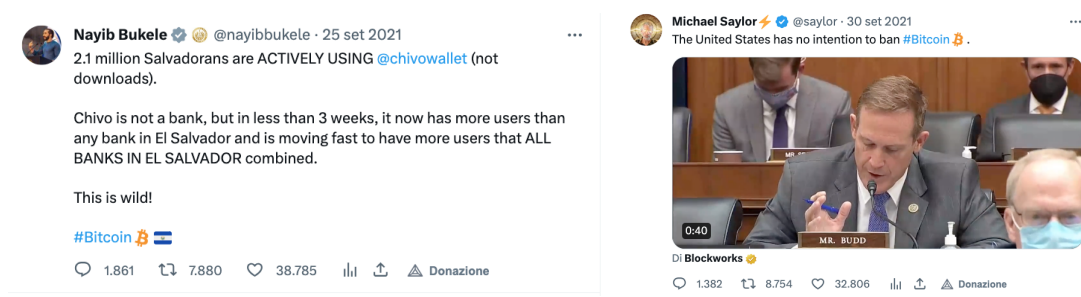 Nayib Bukele @nayibbukele · 25 set 2021
2.1 million Salvadorans are ACTIVELY USING @chivowallet (not
downloads).
Chivo is not a bank, but in less than 3 weeks, it now has more users than
any bank in El Salvador and is moving fast to have more users that ALL
BANKS IN EL SALVADOR combined.
This is wild!
#Bitcoin
1.861 7.880 38.785 Donazione
Michael Saylor⚡ @saylor · 30 set 2021
The United States has no intention to ban #Bitcoin .
0:40
MR. BUDD
Di Blockworks
1.382 8.754 32.806 Donazione